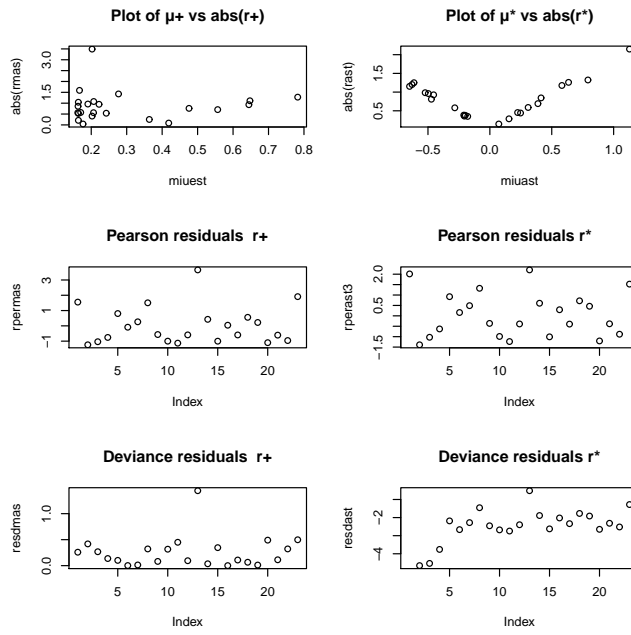 Plot of µ+ vs abs(r+)
abs(rmas)
0.0 1.5 3.0
0.2 0.3 0.4 0.5 0.6 0.7 0.8
miuest
Plot of µ* vs abs(r*)
abs(rast)
0.5 1.5
−0.5 0.0 0.5 1.0
miuast
Pearson residuals r+
rpermas
−1 1 3
5 10 15 20
Index
Pearson residuals r*
rperast3
−1.5 0.5 2.0
5 10 15 20
Index
Deviance residuals r+
resdmas
0.0 1.0
5 10 15 20
Index
Deviance residuals r*
resdast
−4 −2
5 10 15 20
Index